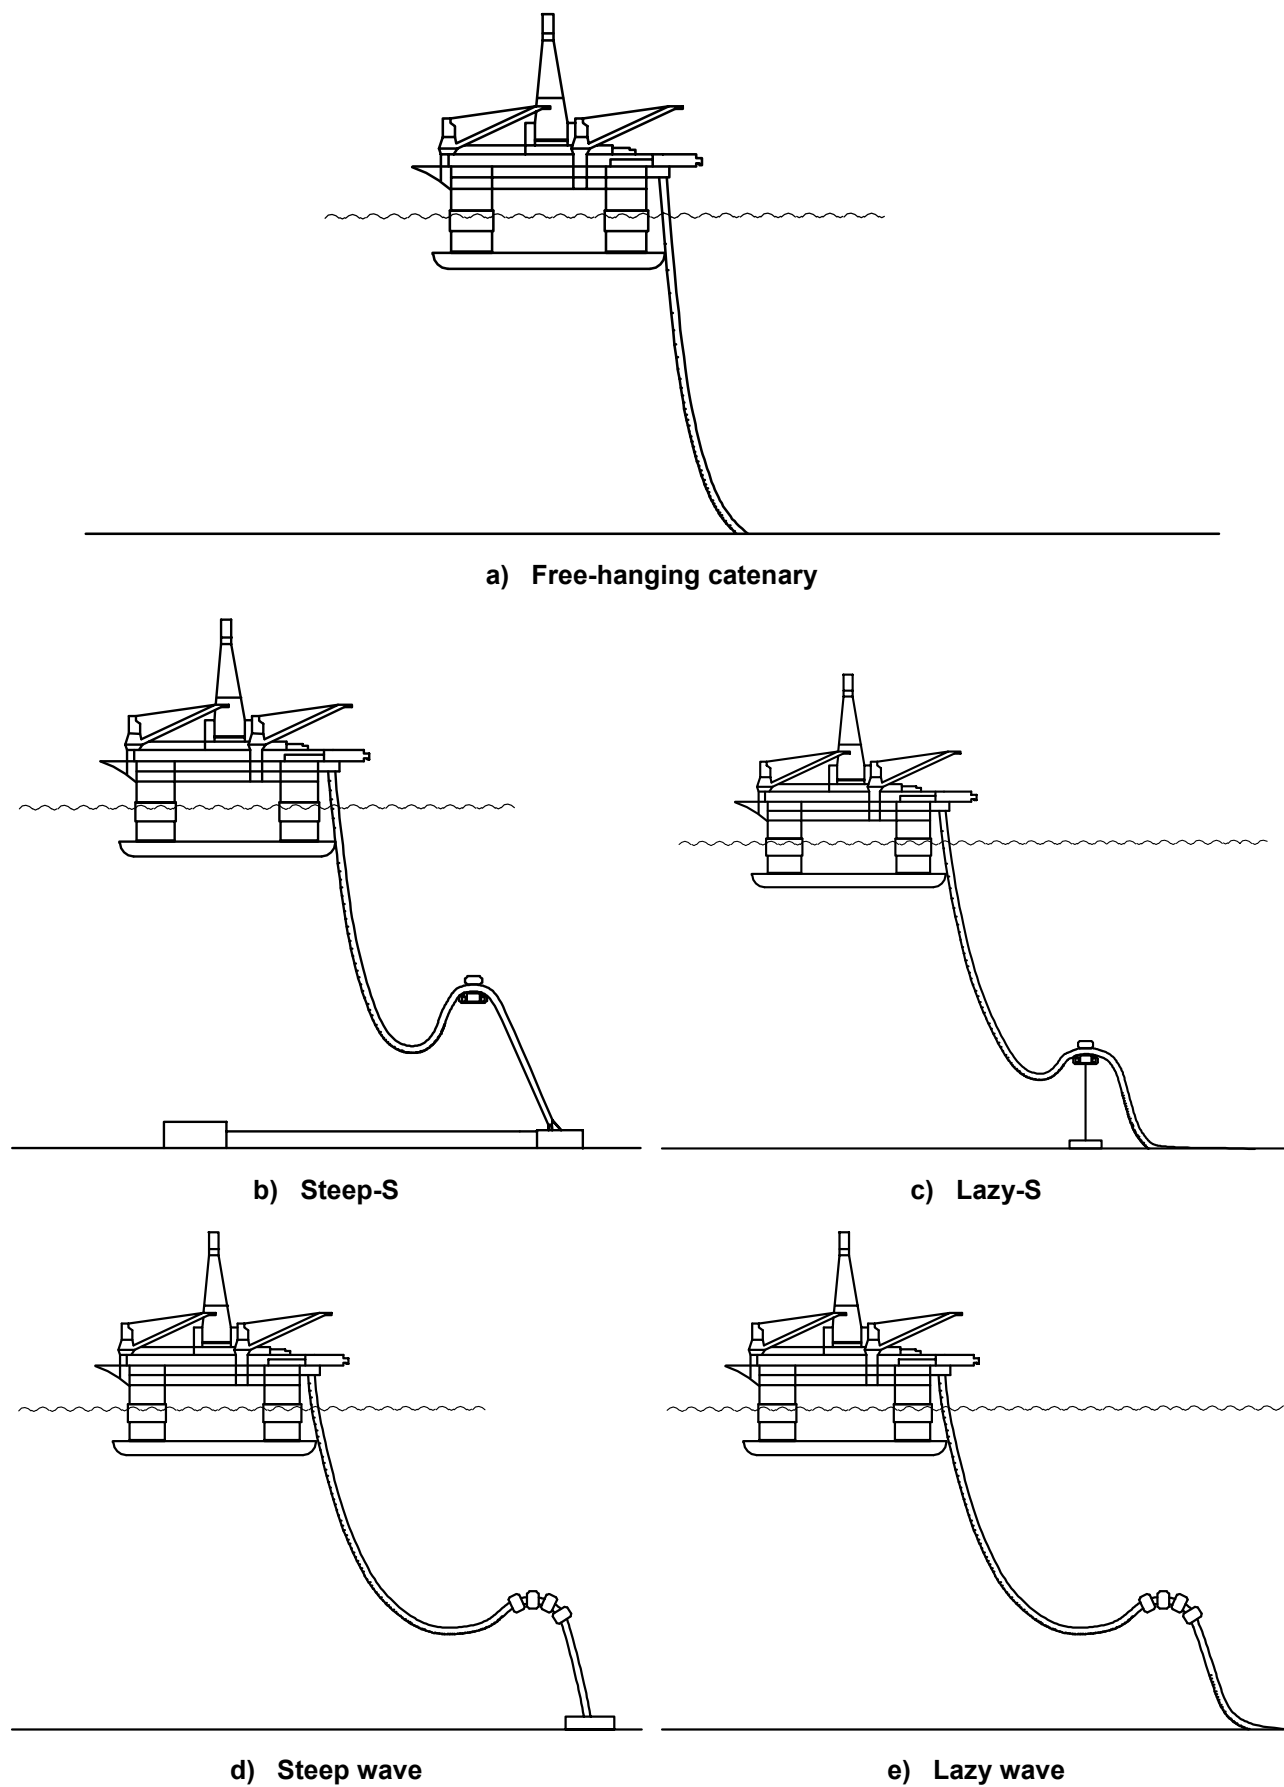 a) Free-hanging catenary
b) Steep-S
c) Lazy-S
d) Steep wave
e) Lazy wave